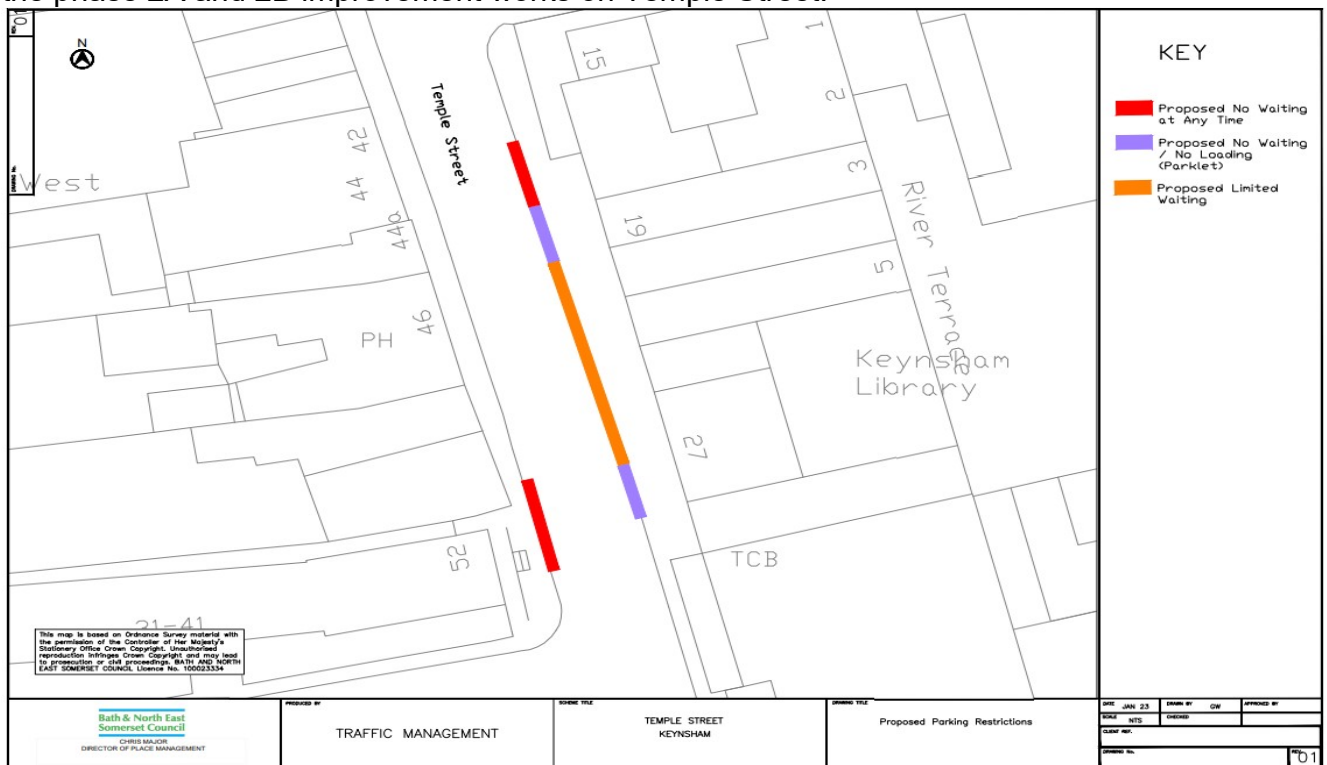 the phase 2A and 2B improvement works on Temple Street.
REV. 01
DRAWING No.
N
Temple Street
West
42
44
44a
46
PH
52
31-41
15
19
27
1
2
3
5
River Terrace
Keynsham
Library
TCB
KEY
Proposed No Waiting
at Any Time
Proposed No Waiting
/ No Loading
(Parklet)
Proposed Limited
Waiting
This map is based on Ordnance Survey material with
the permission of the Controller of Her Majesty's
Stationery Office Crown Copyright. Unauthorised
reproduction infringes Crown Copyright and may lead
to prosecution or civil proceedings. BATH AND NORTH
EAST SOMERSET COUNCIL Licence No. 100023334
Bath & North East
Somerset Council
CHRIS MAJOR
DIRECTOR OF PLACE MANAGEMENT
PRODUCED BY
TRAFFIC MANAGEMENT
SCHEME TITLE
TEMPLE STREET
KEYNSHAM
DRAWING TITLE
Proposed Parking Restrictions
DATE JAN 23 DRAWN BY GW APPROVED BY
SCALE NTS CHECKED
CLIENT REF.
DRAWING No.
REV. 01